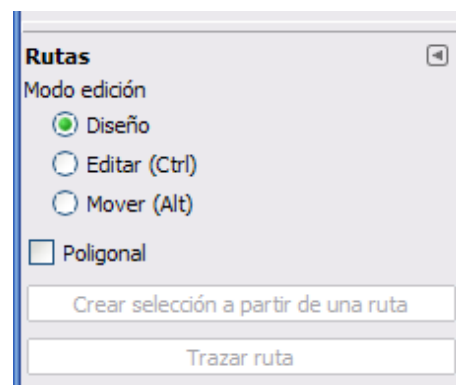 Rutas
Modo edición
Diseño
Editar (Ctrl)
Mover (Alt)
Poligonal
Crear selección a partir de una ruta
Trazar ruta